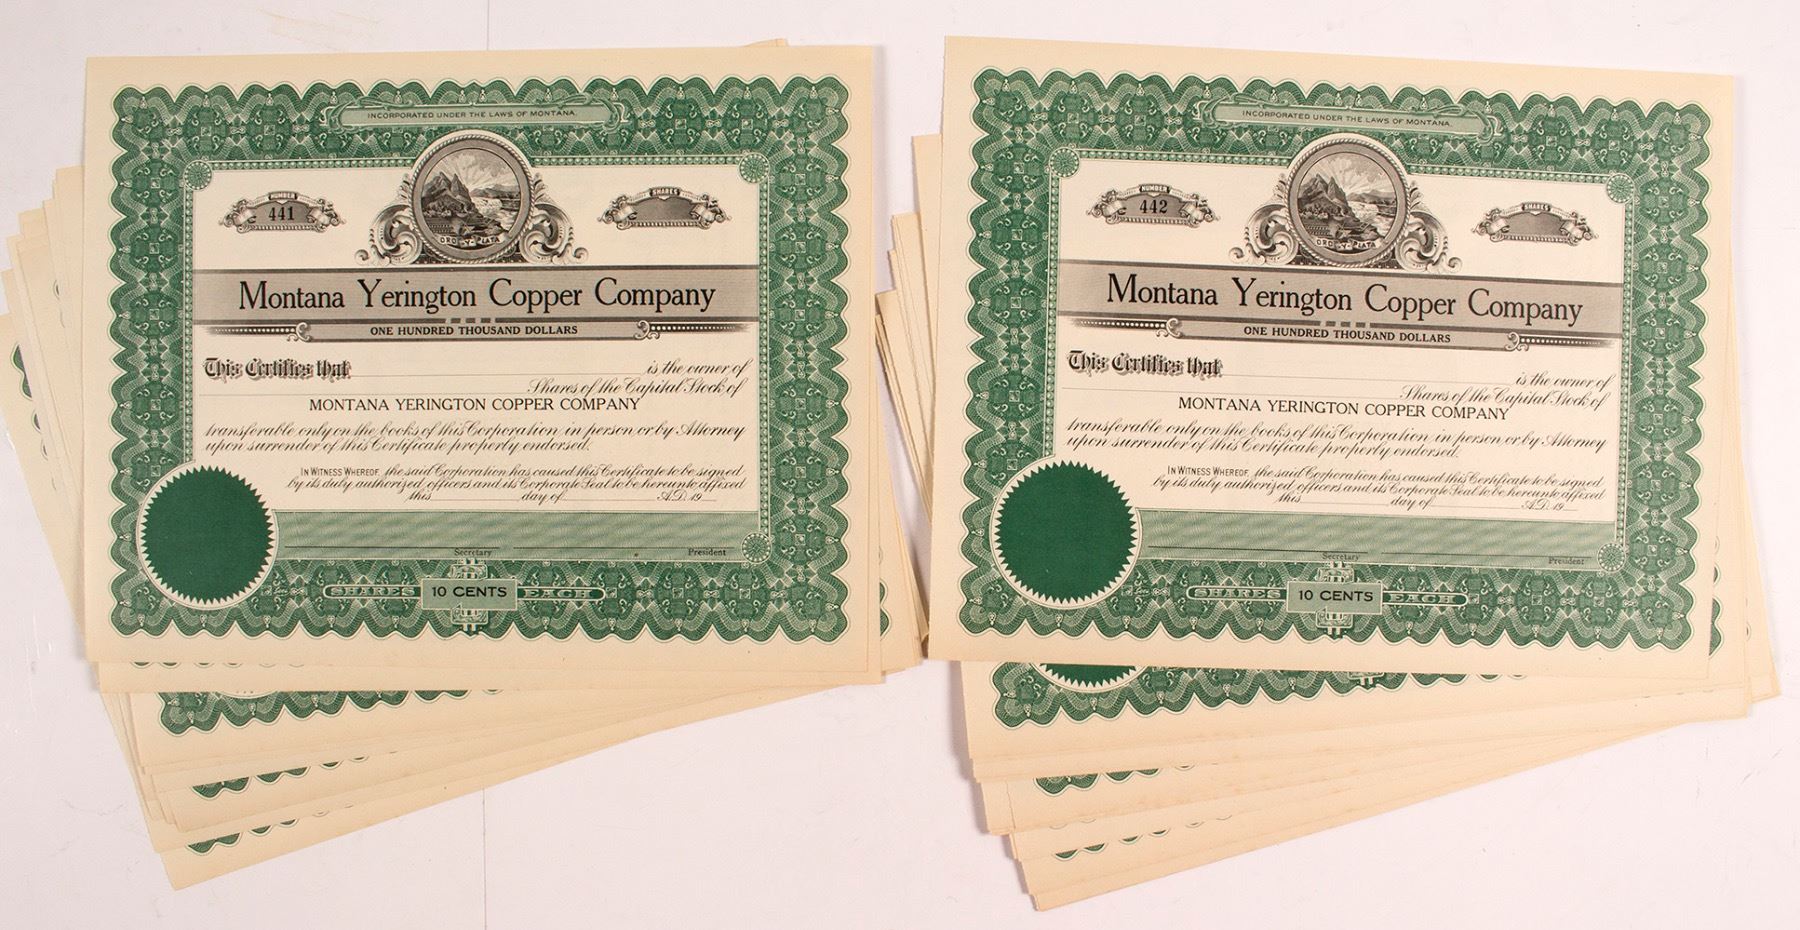 INCORPORATED UNDER THE LAWS OF MONTANA.
NUMBER
441
SHARES
ORO Y PLATA
Montana Yerington Copper Company
ONE HUNDRED THOUSAND DOLLARS
This Certifies that is the owner of
Shares of the Capital Stock of
MONTANA YERINGTON COPPER COMPANY
transferable only on the books of this Corporation in person or by Attorney
upon surrender of this Certificate properly endorsed.
IN WITNESS WHEREOF, the said Corporation has caused this Certificate to be signed
by its duly authorized officers and its Corporate Seal to be hereunto affixed
this day of A.D. 19
Secretary President
SHARES 10 CENTS EACH
INCORPORATED UNDER THE LAWS OF MONTANA.
NUMBER
442
SHARES
ORO Y PLATA
Montana Yerington Copper Company
ONE HUNDRED THOUSAND DOLLARS
This Certifies that is the owner of
Shares of the Capital Stock of
MONTANA YERINGTON COPPER COMPANY
transferable only on the books of this Corporation in person or by Attorney
upon surrender of this Certificate properly endorsed.
IN WITNESS WHEREOF, the said Corporation has caused this Certificate to be signed
by its duly authorized officers and its Corporate Seal to be hereunto affixed
this day of A.D. 19
Secretary President
SHARES 10 CENTS EACH